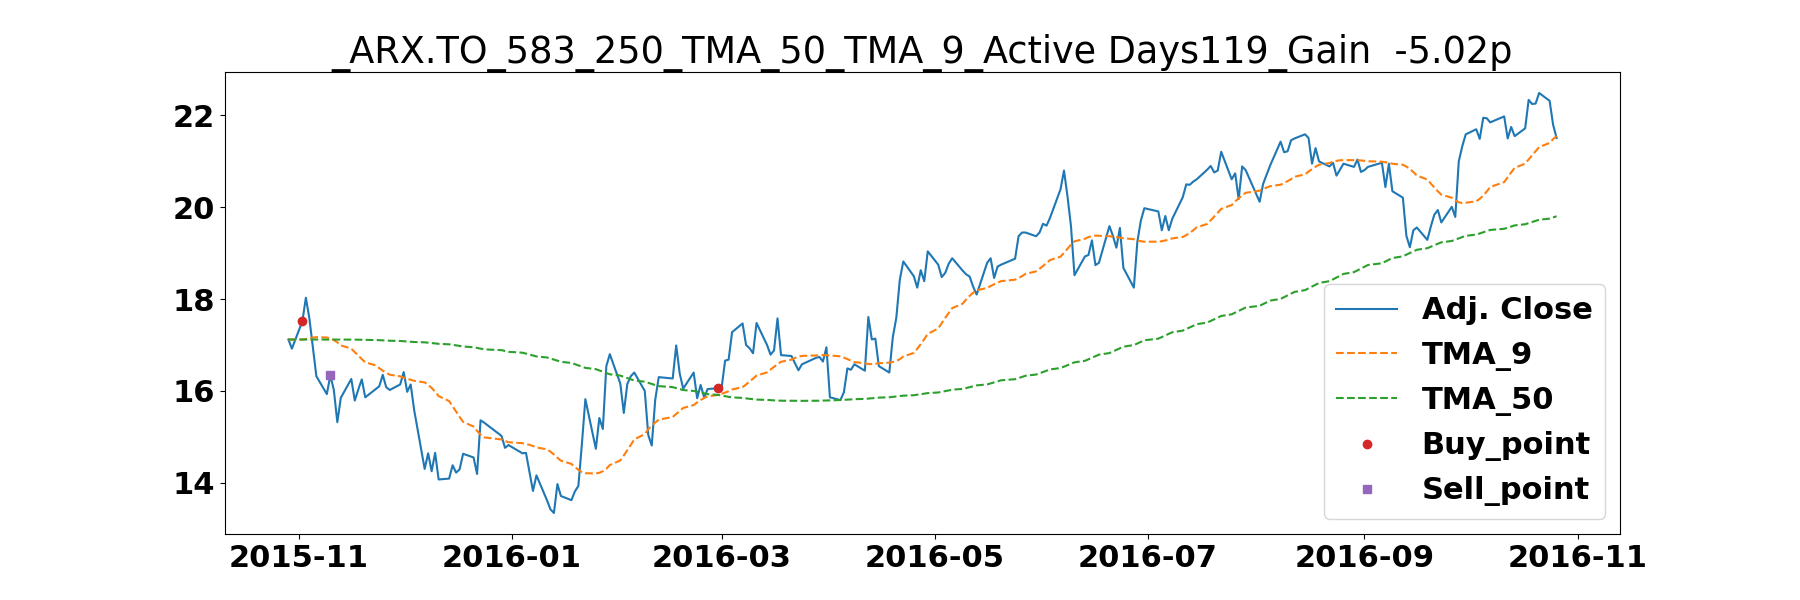 _ARX.TO_583_250_TMA_50_TMA_9_Active Days119_Gain  -5.02p
22
20
18
16
14
2015-11 2016-01 2016-03 2016-05 2016-07 2016-09 2016-11
Adj. Close
TMA_9
TMA_50
Buy_point
Sell_point